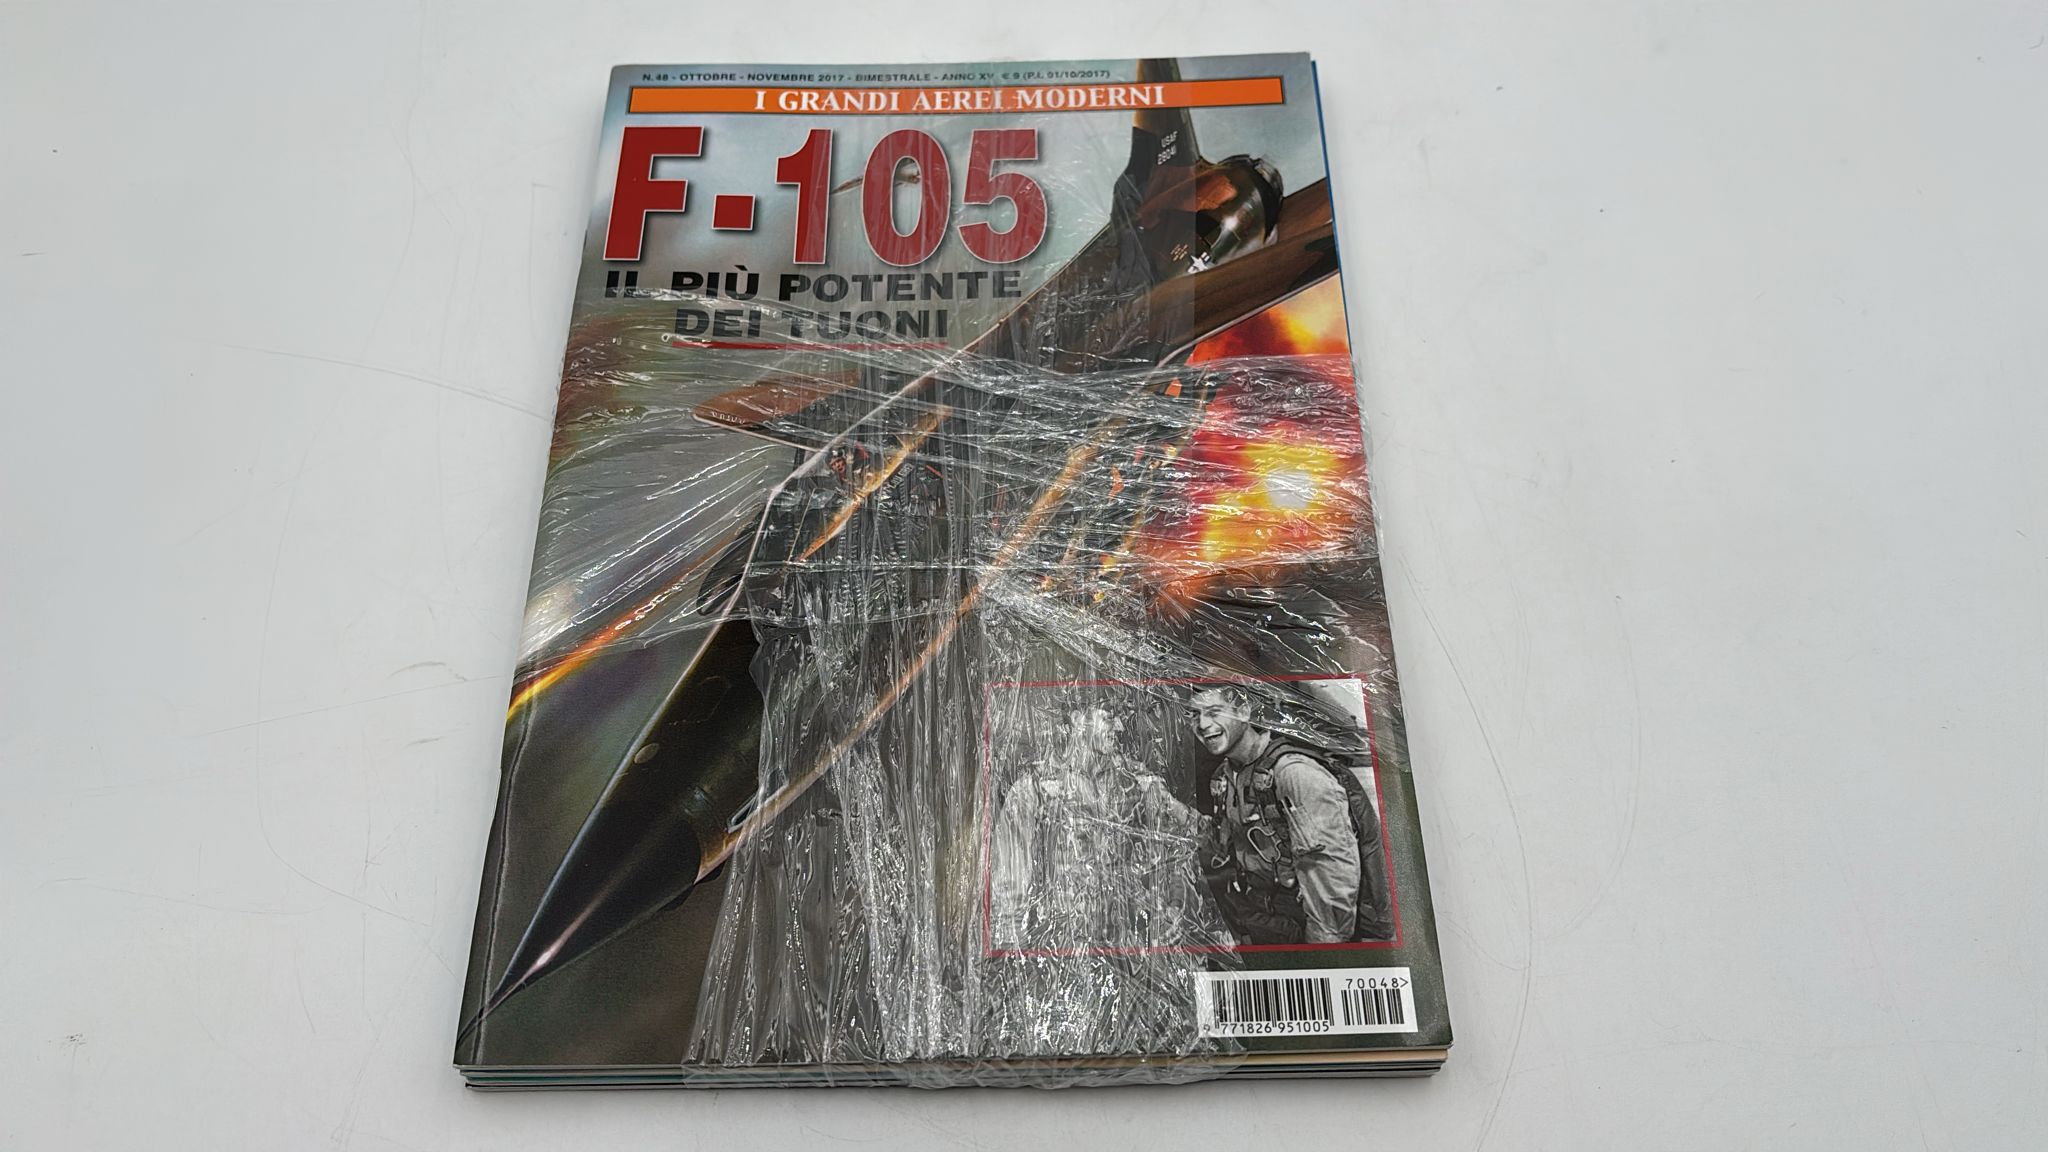 N. 48 - OTTOBRE - NOVEMBRE 2017 - BIMESTRALE - ANNO XV € 9 (P.I. 01/10/2017)
I GRANDI AEREI MODERNI
F-105
IL PIÙ POTENTE
DEI TUONI
USAF
70048>
9 771826 951005